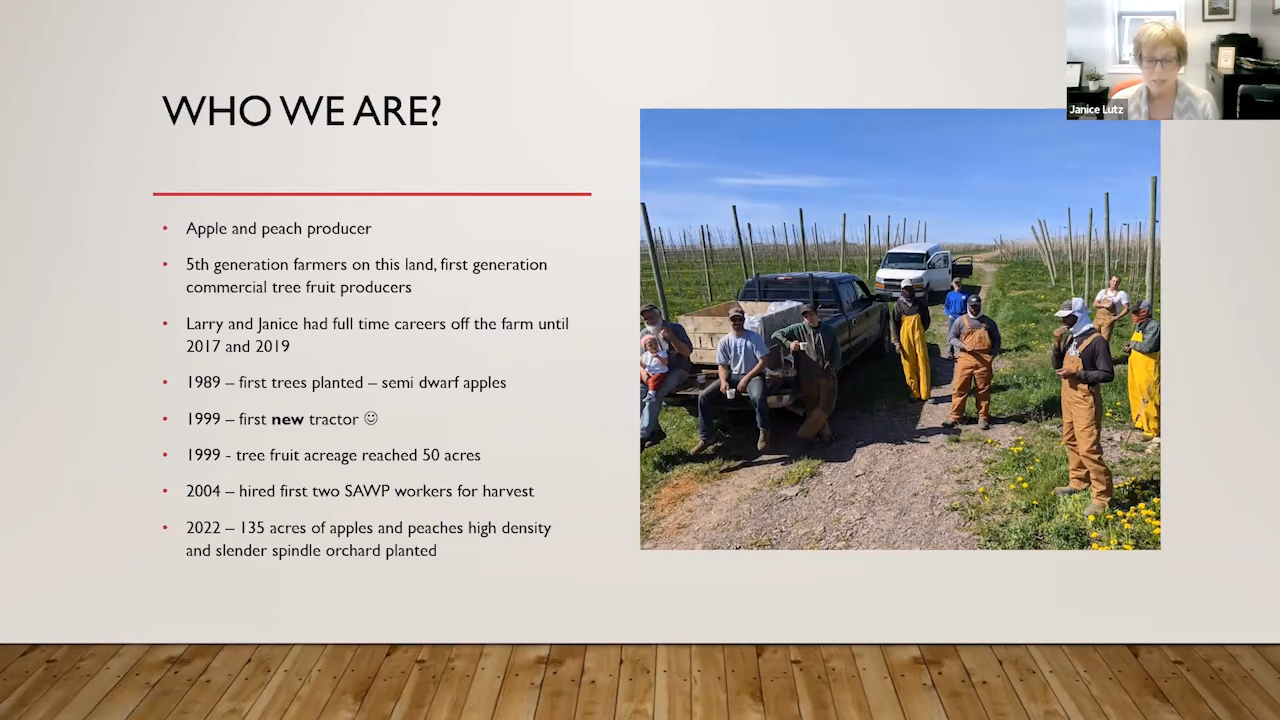 WHO WE ARE?
Janice Lutz
• Apple and peach producer
• 5th generation farmers on this land, first generation
commercial tree fruit producers
• Larry and Janice had full time careers off the farm until
2017 and 2019
• 1989 – first trees planted – semi dwarf apples
• 1999 – first new tractor ☺
• 1999 - tree fruit acreage reached 50 acres
• 2004 – hired first two SAWP workers for harvest
• 2022 – 135 acres of apples and peaches high density
and slender spindle orchard planted